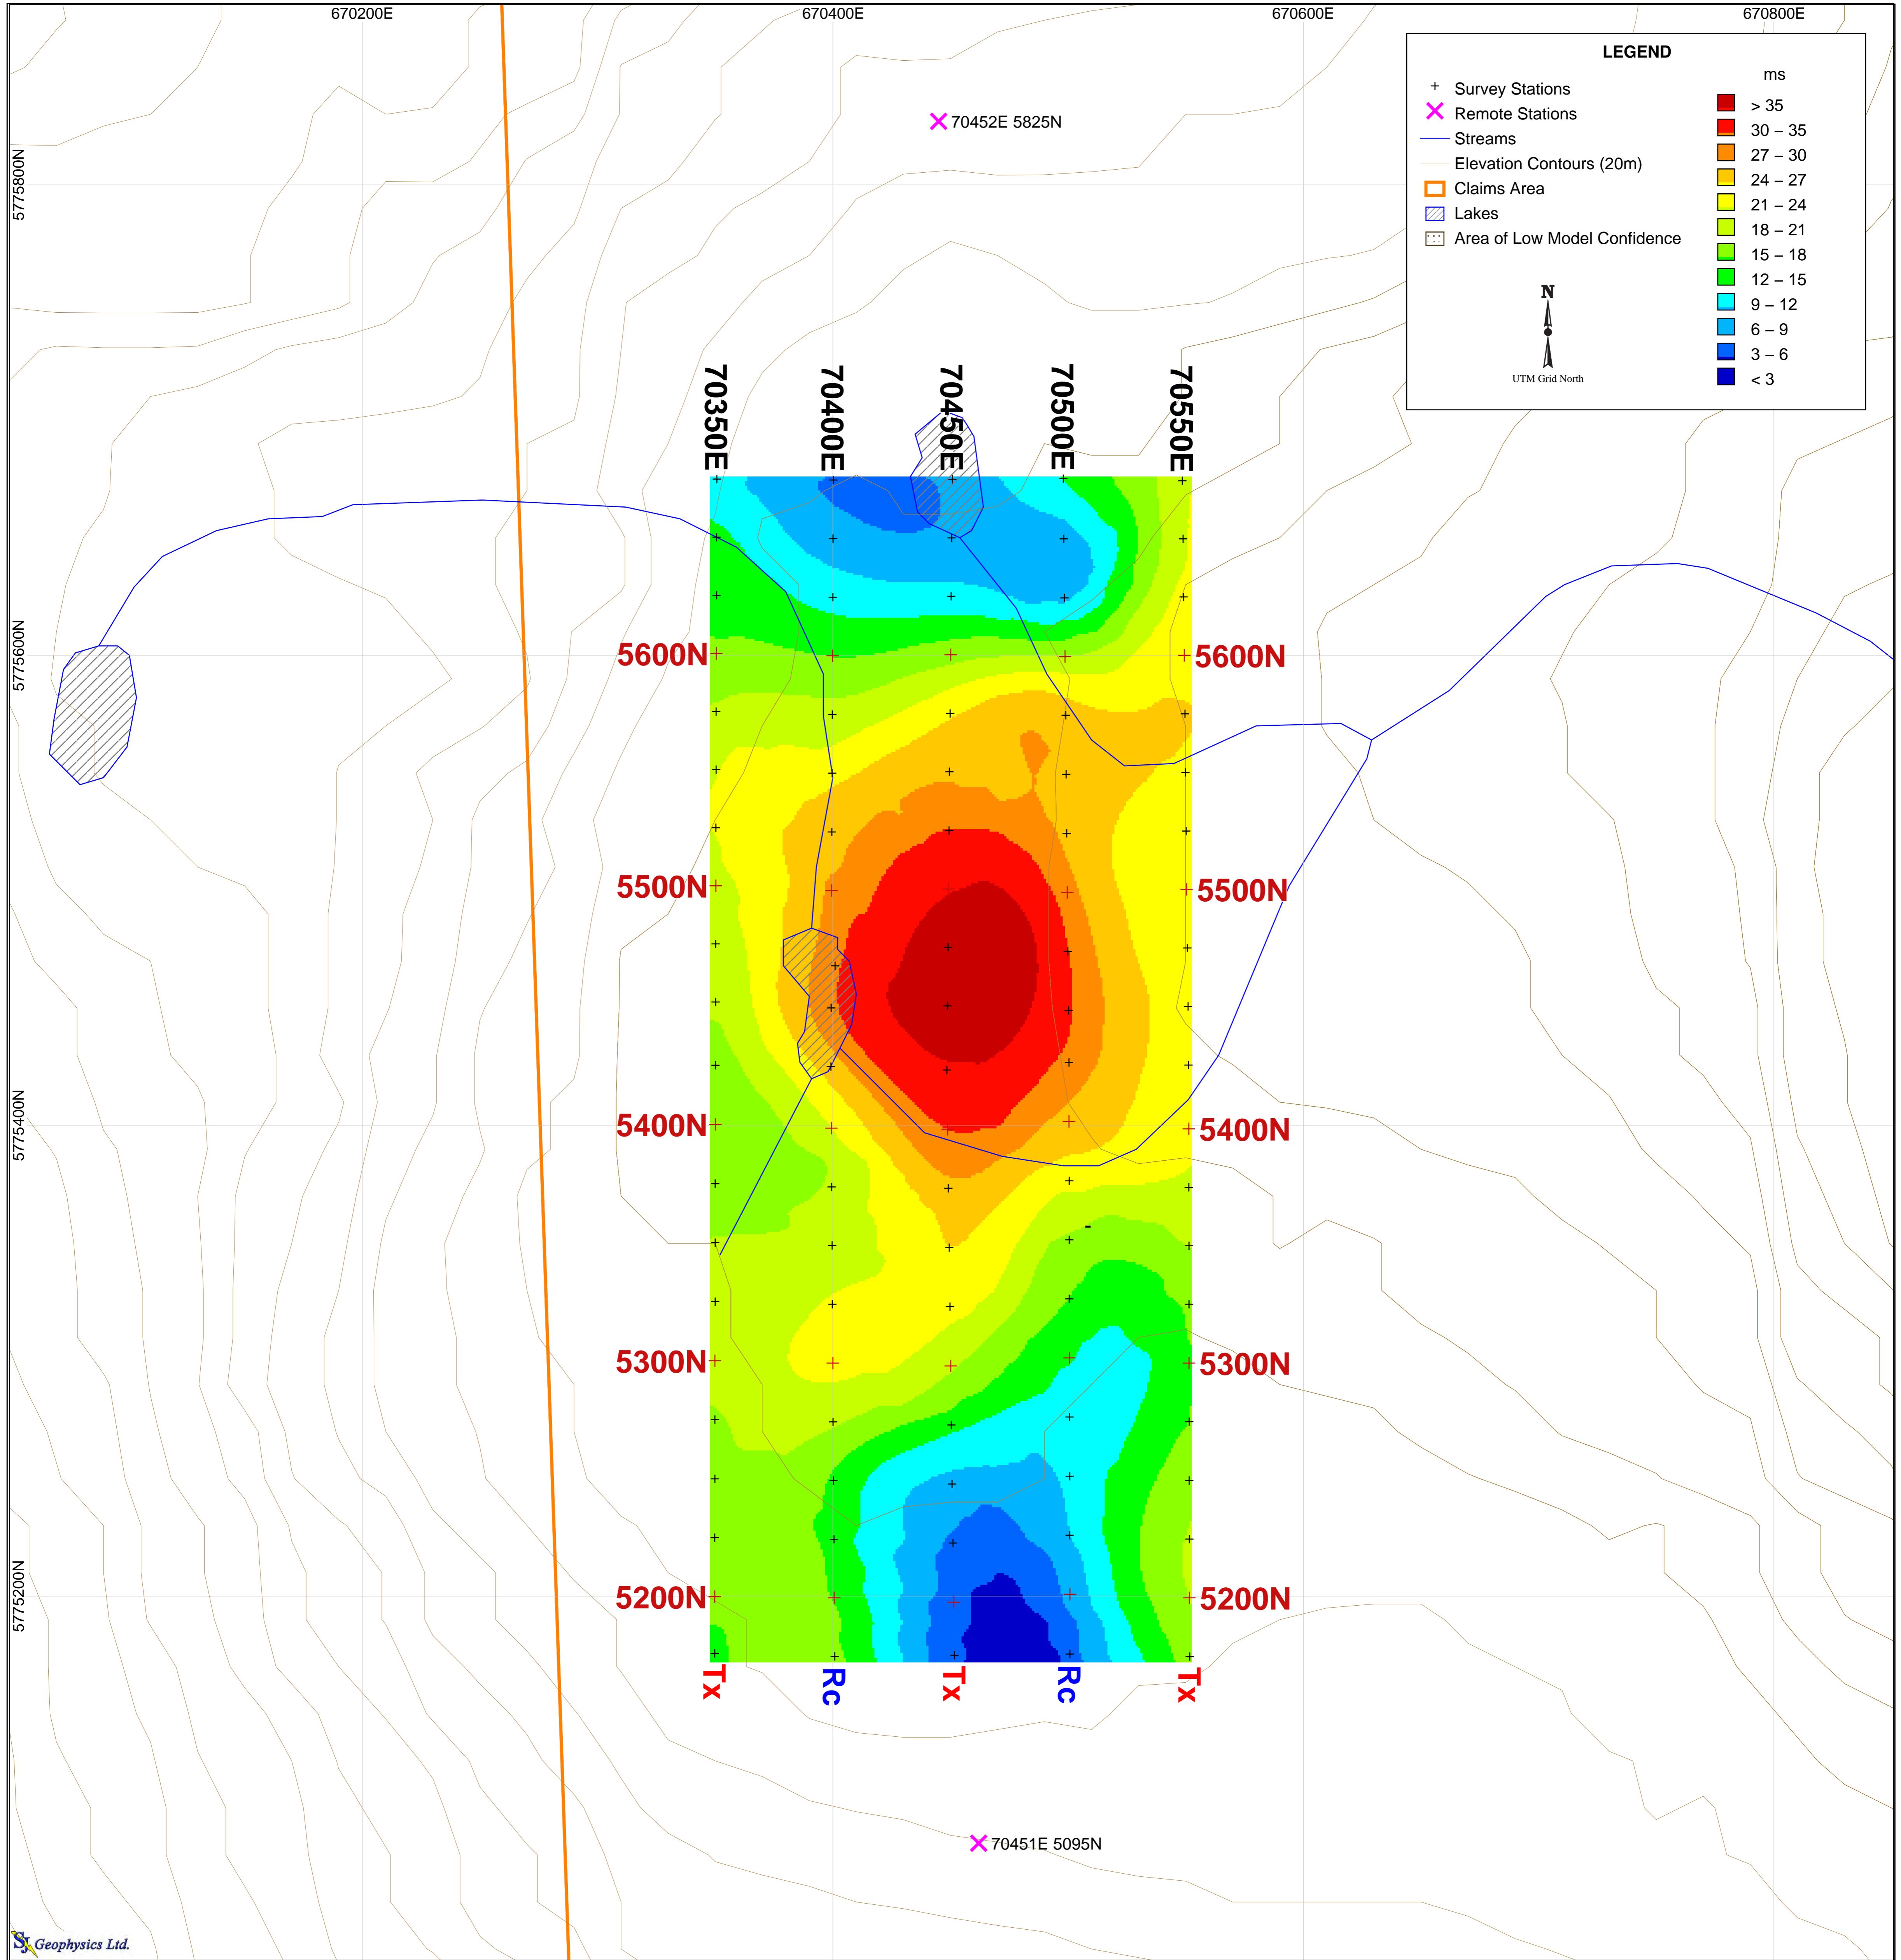 670200E
670400E
670600E
670800E
LEGEND
ms
Survey Stations
Remote Stations
Streams
Elevation Contours (20m)
Claims Area
Lakes
Area of Low Model Confidence
> 35
30 – 35
27 – 30
24 – 27
21 – 24
18 – 21
15 – 18
12 – 15
9 – 12
6 – 9
3 – 6
< 3
N
UTM Grid North
70452E 5825N
5775800N
70350E
70400E
70450E
70500E
70550E
5775600N
5600N
5600N
5500N
5500N
5775400N
5400N
5400N
5300N
5300N
5775200N
5200N
5200N
Tx
Rc
Tx
Rc
Tx
70451E 5095N
SJ Geophysics Ltd.